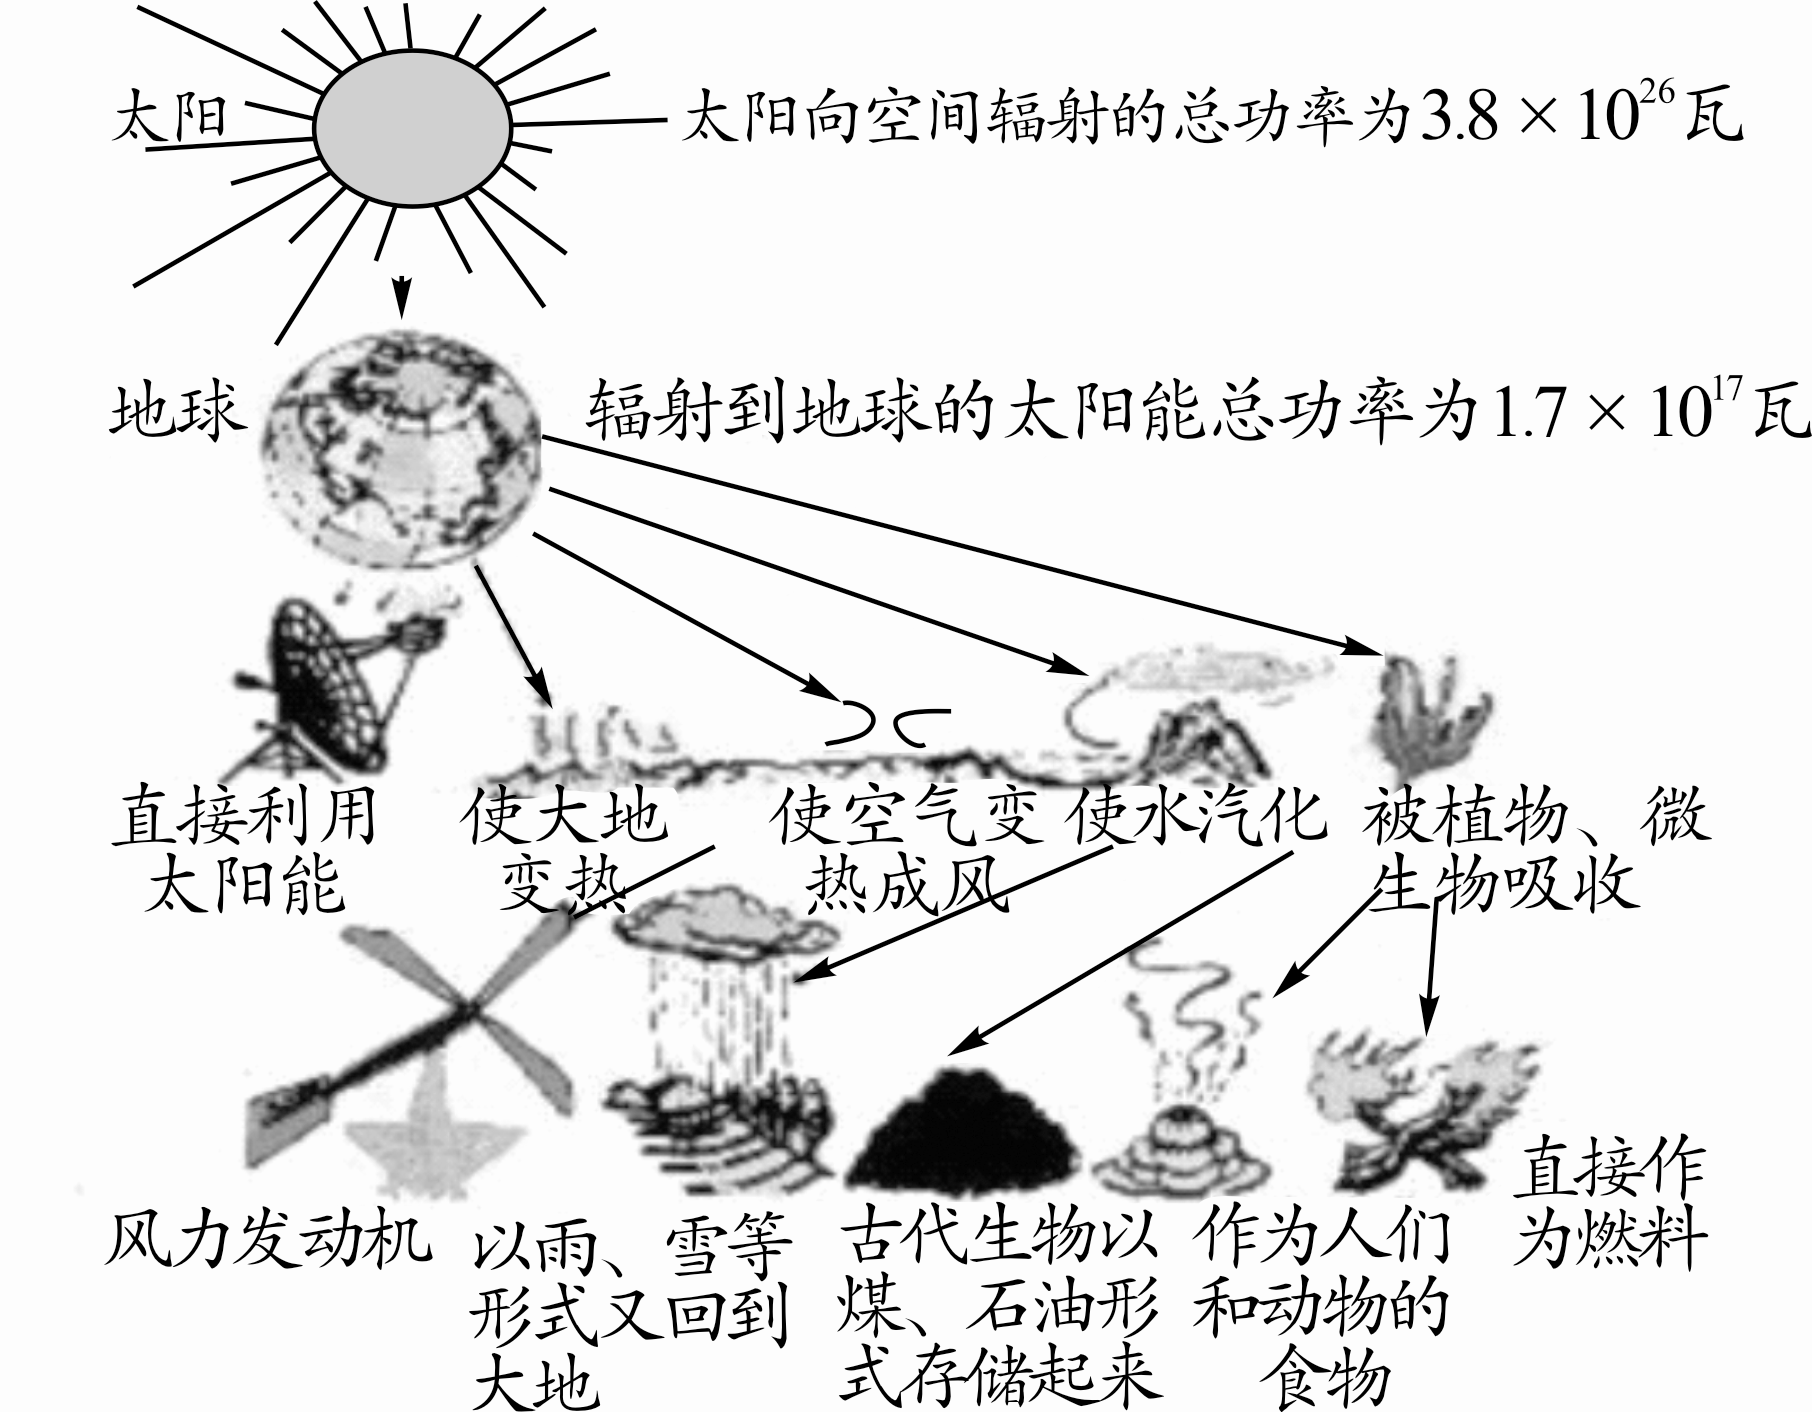 太阳
太阳向空间辐射的总功率为3.8 × 10²⁶瓦
地球
辐射到地球的太阳能总功率为1.7 × 10¹⁷瓦
直接利用
太阳能
使大地
变热
使空气变
热成风
使水汽化
被植物、微
生物吸收
风力发动机
以雨、雪等
形式又回到
大地
古代生物以
煤、石油形
式存储起来
作为人们
和动物的
食物
直接作
为燃料